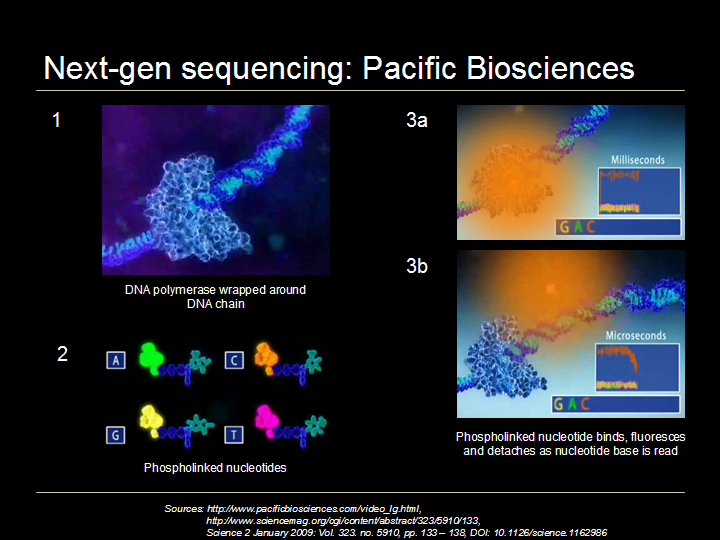 Next-gen sequencing: Pacific Biosciences
1
DNA polymerase wrapped around
DNA chain
2
A
C
G
T
Phospholinked nucleotides
3a
Milliseconds
G A C
3b
Microseconds
G A C
Phospholinked nucleotide binds, fluoresces
and detaches as nucleotide base is read
Sources: http://www.pacificbiosciences.com/video_lg.html,
http://www.sciencemag.org/cgi/content/abstract/323/5910/133,
Science 2 January 2009: Vol. 323. no. 5910, pp. 133 – 138, DOI: 10.1126/science.1162986